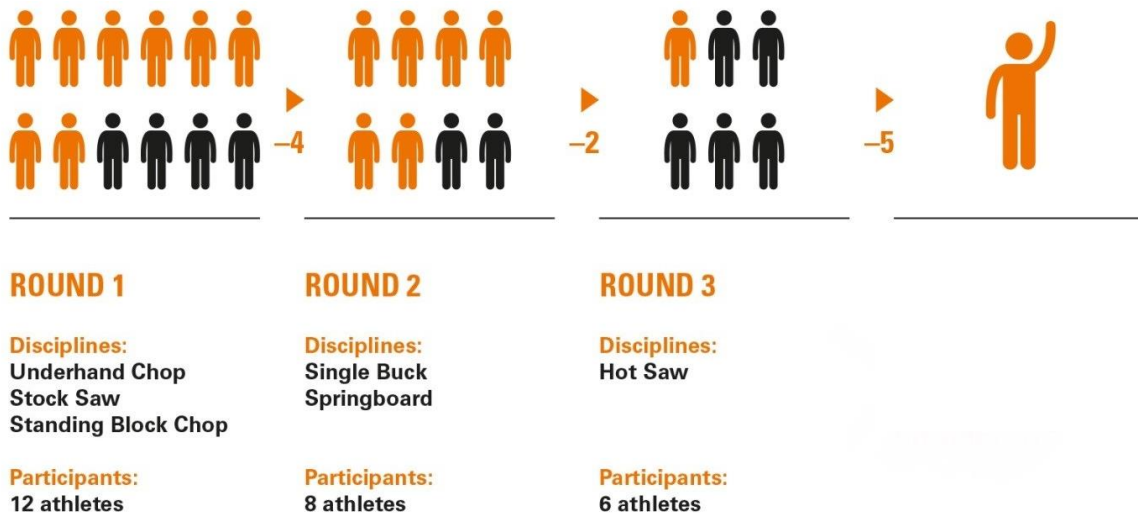 –4
–2
–5
ROUND 1
Disciplines:
Underhand Chop
Stock Saw
Standing Block Chop
Participants:
12 athletes
ROUND 2
Disciplines:
Single Buck
Springboard
Participants:
8 athletes
ROUND 3
Disciplines:
Hot Saw
Participants:
6 athletes